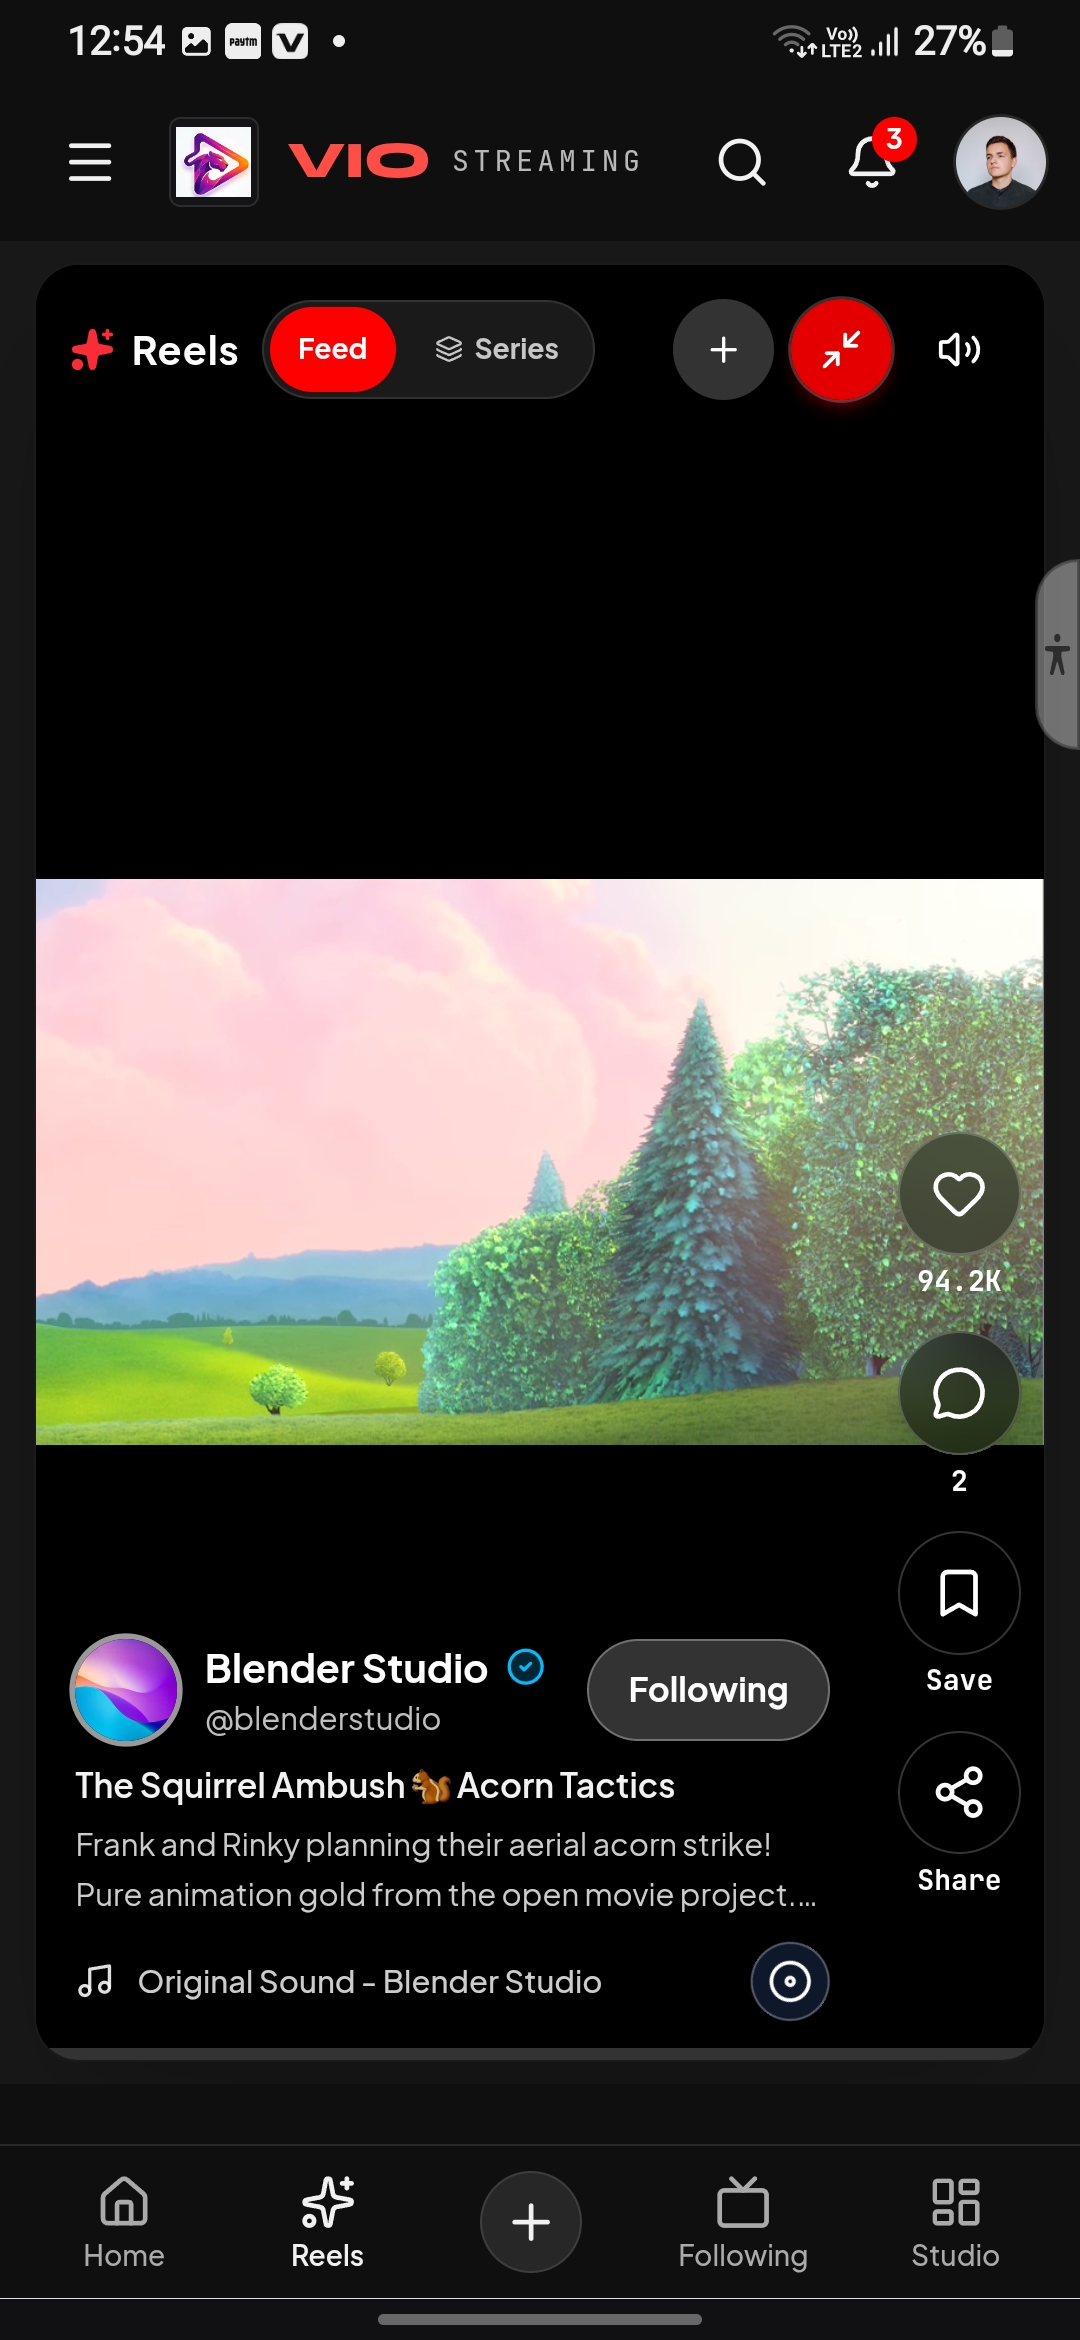 12:54
Paytm
V
Vo))
LTE2
27%
VIO STREAMING
3
Reels
Feed
Series
94.2K
2
Save
Share
Blender Studio
Following
@blenderstudio
The Squirrel Ambush🐿️Acorn Tactics
Frank and Rinky planning their aerial acorn strike!
Pure animation gold from the open movie project....
Original Sound - Blender Studio
Home
Reels
Following
Studio